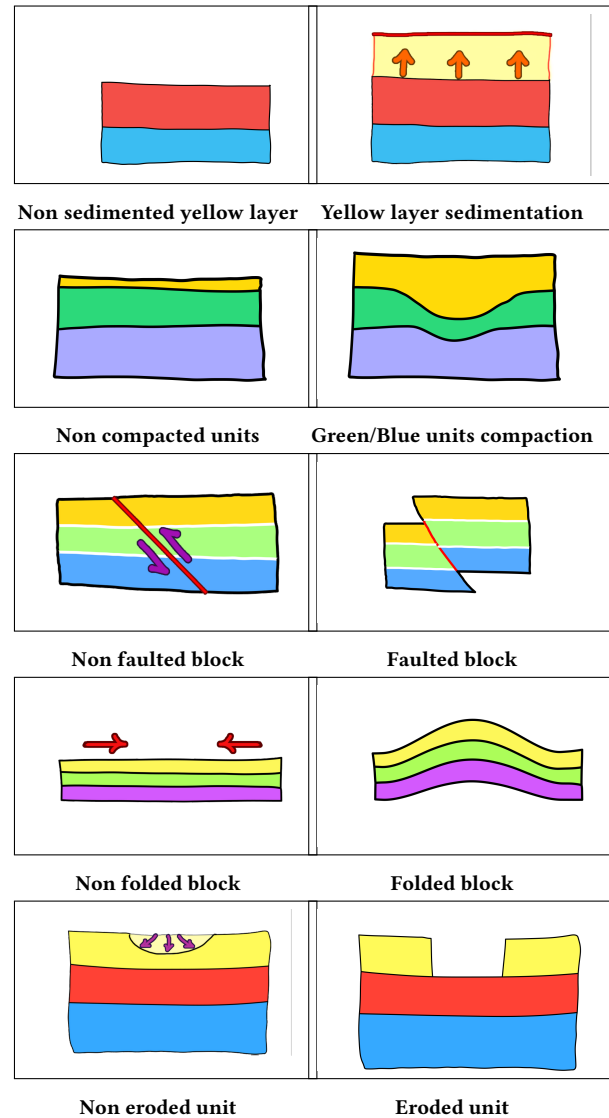 Non sedimented yellow layer
Yellow layer sedimentation
Non compacted units
Green/Blue units compaction
Non faulted block
Faulted block
Non folded block
Folded block
Non eroded unit
Eroded unit